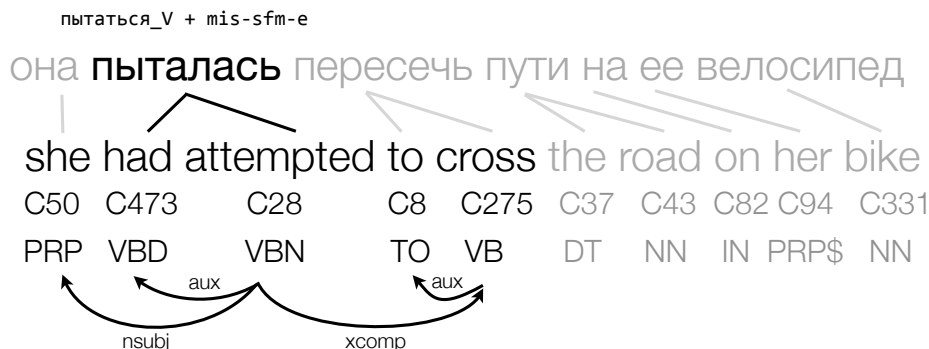 пытаться_V + mis-sfm-e
она пыталась пересечь пути на ее велосипед
she had attempted to cross the road on her bike
C50 C473 C28 C8 C275 C37 C43 C82 C94 C331
PRP VBD VBN TO VB DT NN IN PRP$ NN
aux aux
nsubj xcomp